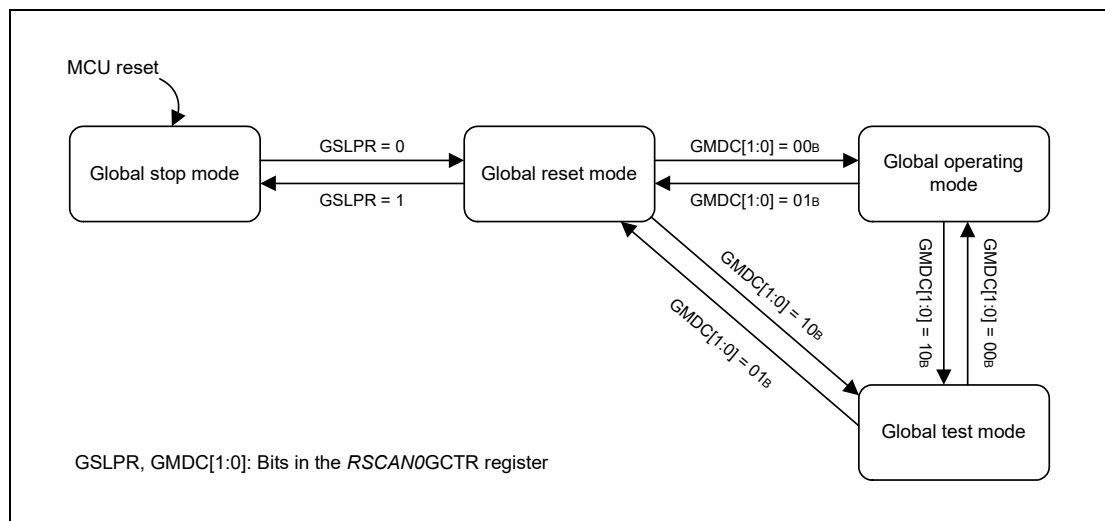 MCU reset
Global stop mode
GSLPR = 0
GSLPR = 1
Global reset mode
GMDC[1:0] = 00B
GMDC[1:0] = 01B
Global operating
mode
GMDC[1:0] = 10B
GMDC[1:0] = 01B
GMDC[1:0] = 10B
GMDC[1:0] = 00B
Global test mode
GSLPR, GMDC[1:0]: Bits in the RSCAN0GCTR register